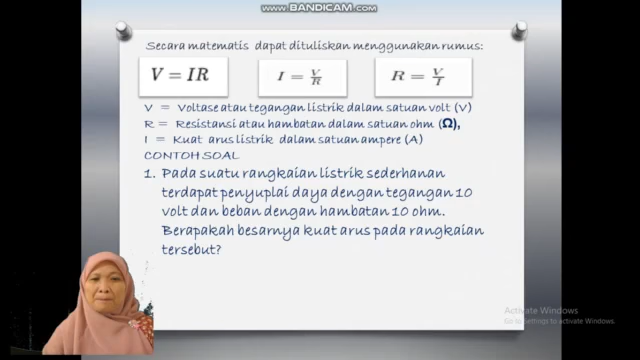 WWW.BANDICAM.COM
Secara matematis dapat dituliskan menggunakan rumus:
V = IR
I = V/R
R = V/I
V = Voltase atau tegangan listrik dalam satuan volt (V)
R = Resistansi atau hambatan dalam satuan ohm (Ω),
I = Kuat arus listrik dalam satuan ampere (A)
CONTOH SOAL
1. Pada suatu rangkaian listrik sederhanan
terdapat penyuplai daya dengan tegangan 10
volt dan beban dengan hambatan 10 ohm.
Berapakah besarnya kuat arus pada rangkaian
tersebut?
Activate Windows
Go to Settings to activate Windows.